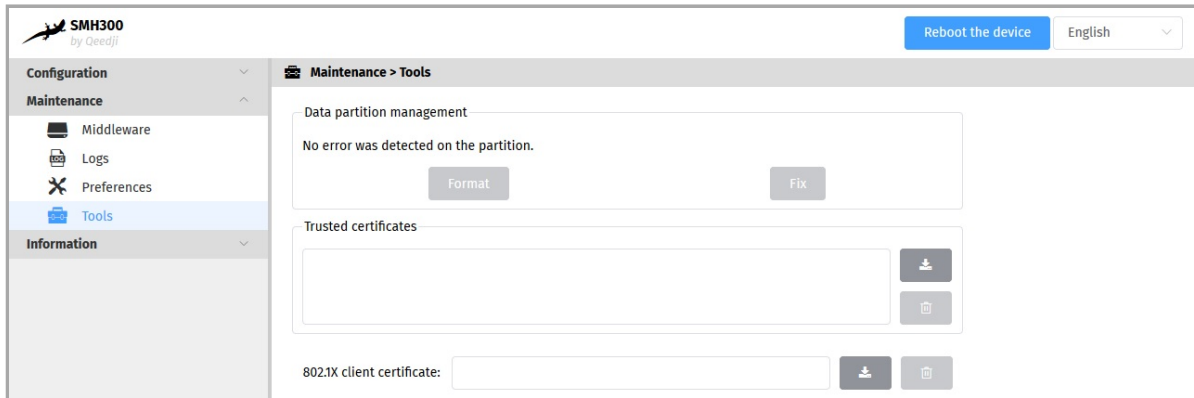 SMH300
by Qeedji
Reboot the device
English
Configuration
Maintenance
Middleware
LOG
Logs
Preferences
Tools
Information
Maintenance > Tools
Data partition management
No error was detected on the partition.
Format
Fix
Trusted certificates
802.1X client certificate: